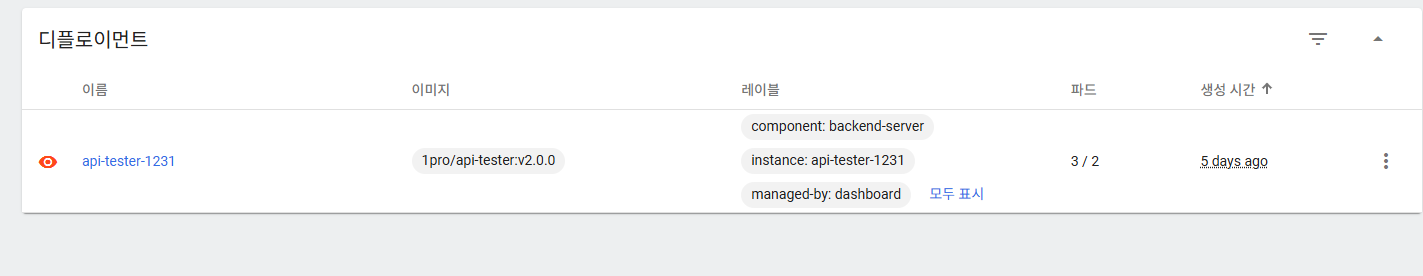 디플로이먼트
이름 이미지 레이블 파드 생성 시간
component: backend-server
api-tester-1231 1pro/api-tester:v2.0.0 instance: api-tester-1231 3 / 2 5 days ago
managed-by: dashboard 모두 표시